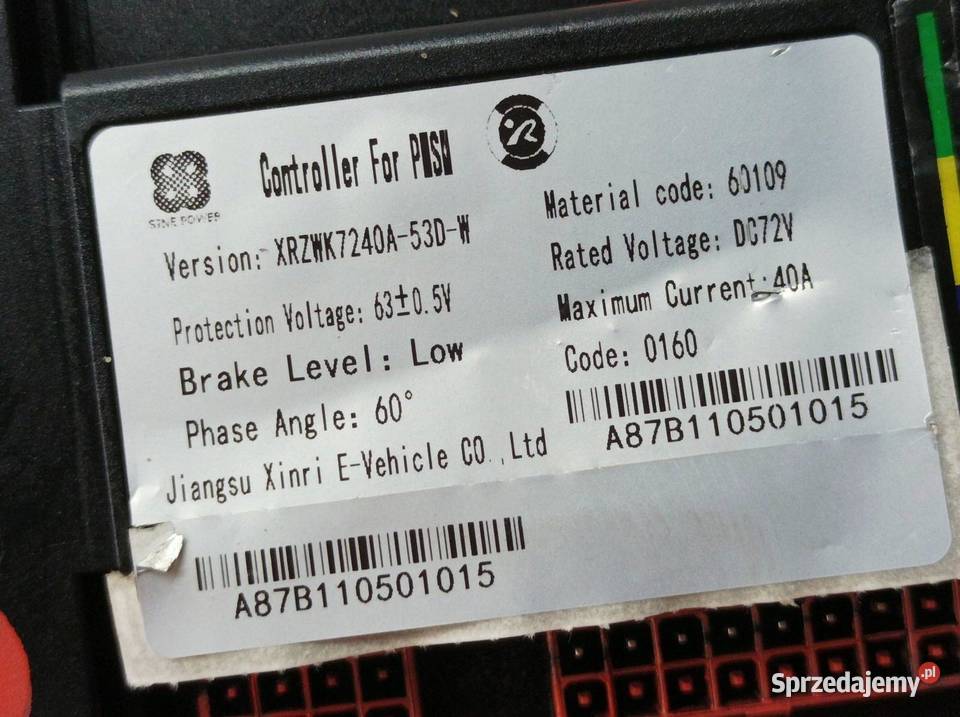 SINE POWER
Controller For
Version: XRZWK7240A-53D-W
Protection Voltage: 63±0.5V
Brake Level: Low
Phase Angle: 60°
Jiangsu Xinri E-Vehicle CO.,Ltd
A87B110501015
Material code: 60109
Rated Voltage: DC72V
Maximum Current: 40A
Code: 0160
A87B110501015
Sprzedajemy.pl